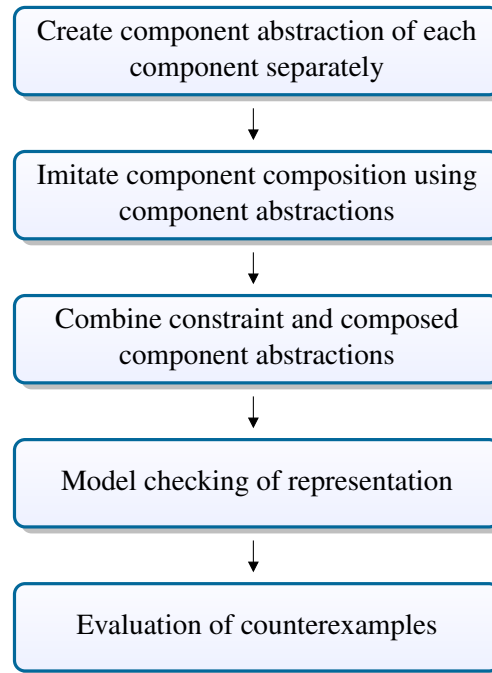 Create component abstraction of each
component separately
Imitate component composition using
component abstractions
Combine constraint and composed
component abstractions
Model checking of representation
Evaluation of counterexamples